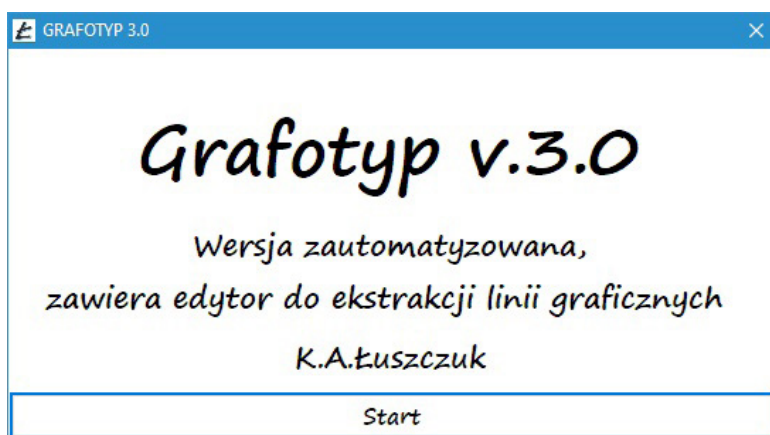 GRAFOTYP 3.0
Grafotyp v.3.0
Wersja zautomatyzowana,
zawiera edytor do ekstrakcji linii graficznych
K.A.Łuszczuk
Start